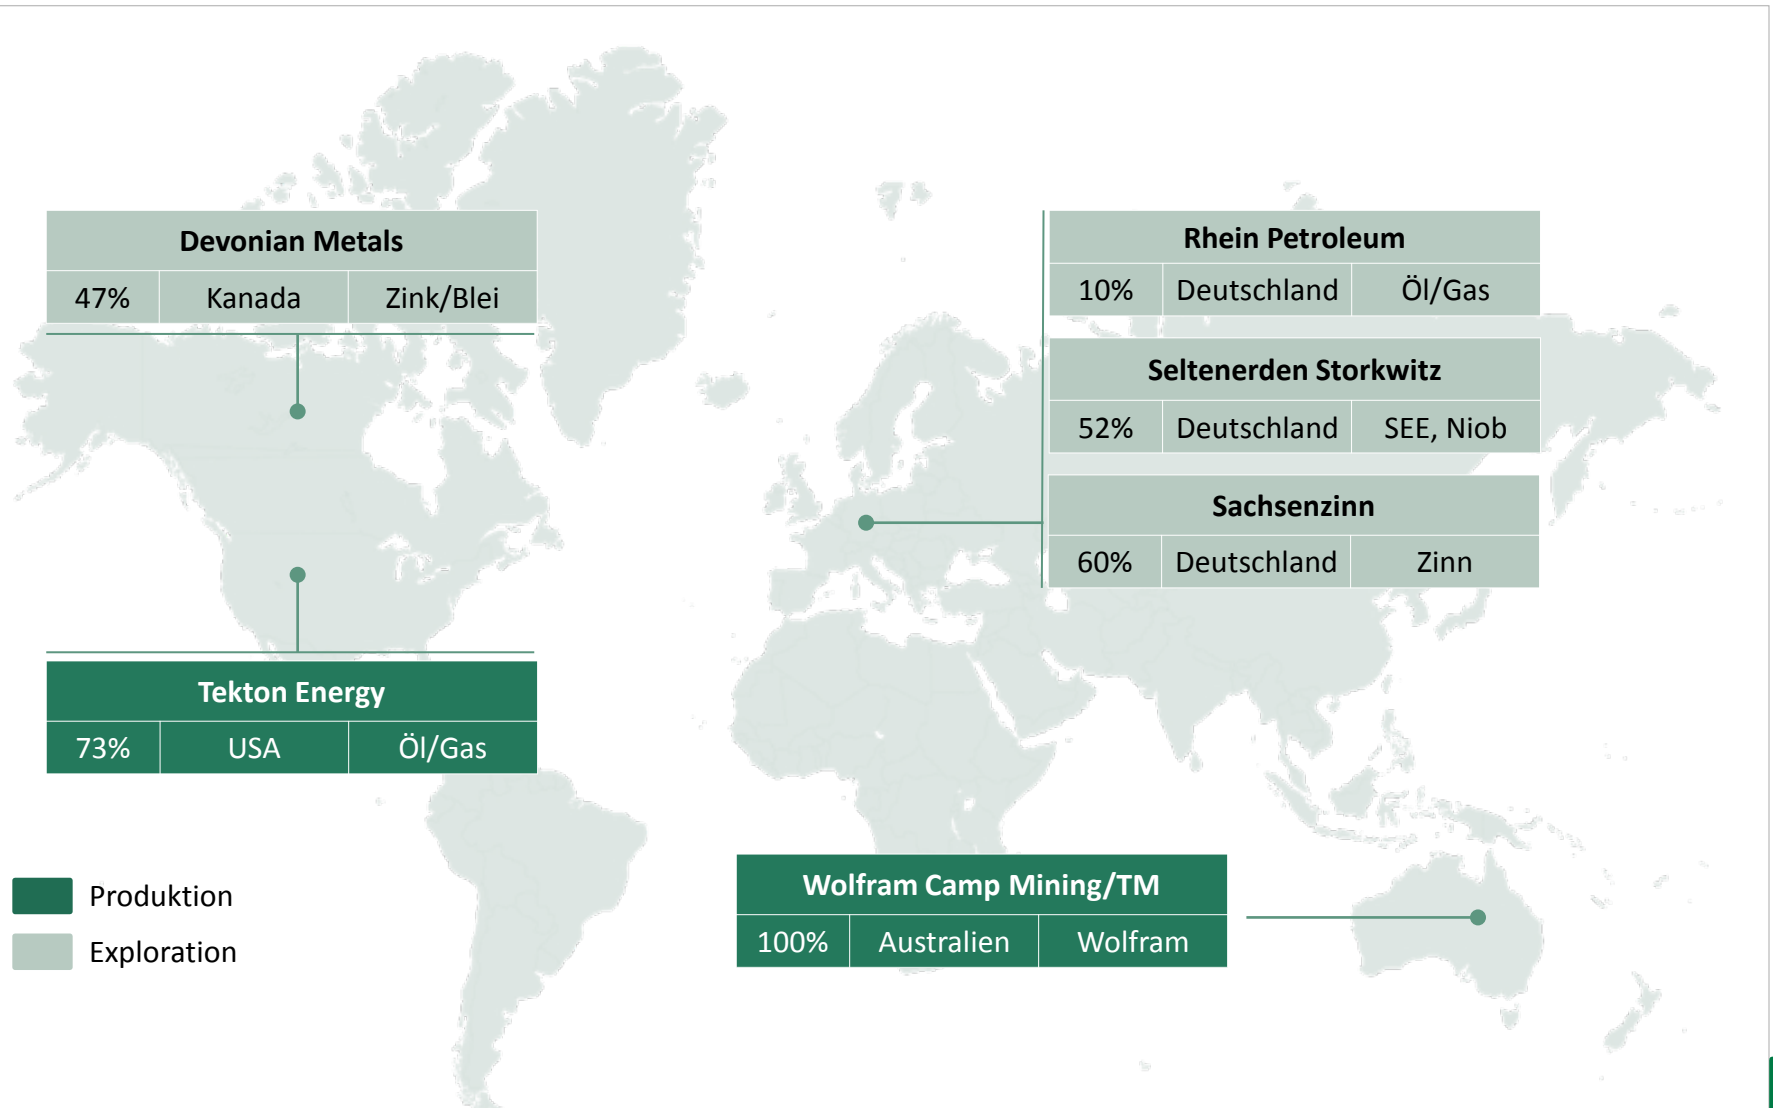 Devonian Metals
47% Kanada Zink/Blei
Rhein Petroleum
10% Deutschland Öl/Gas
Seltenerden Storkwitz
52% Deutschland SEE, Niob
Sachsenzinn
60% Deutschland Zinn
Tekton Energy
73% USA Öl/Gas
Wolfram Camp Mining/TM
100% Australien Wolfram
Produktion
Exploration